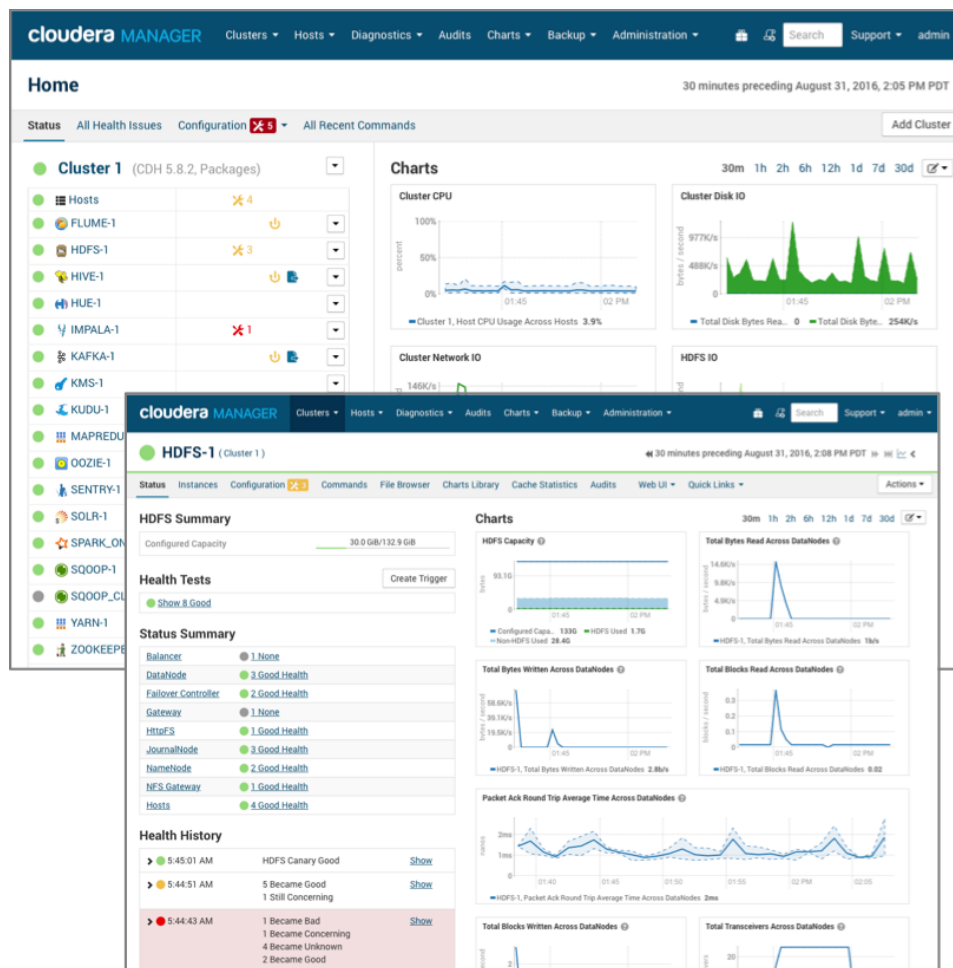 cloudera MANAGER Clusters Hosts Diagnostics Audits Charts Backup Administration Search Support admin
Home 30 minutes preceding August 31, 2016, 2:05 PM PDT
Status All Health Issues Configuration 5 All Recent Commands Add Cluster
Cluster 1 (CDH 5.8.2, Packages)
Hosts 4
FLUME-1
HDFS-1 3
HIVE-1
HUE-1
IMPALA-1 1
KAFKA-1
KMS-1
KUDU-1
MAPREDU
OOZIE-1
SENTRY-1
SOLR-1
SPARK_ON
SQOOP-1
SQOOP_CL
YARN-1
ZOOKEEPE
Charts 30m 1h 2h 6h 12h 1d 7d 30d
Cluster CPU
percent
100%
50%
0%
01:45 02 PM
Cluster 1, Host CPU Usage Across Hosts 3.9%
Cluster Disk IO
bytes / second
977K/s
488K/s
0
01:45 02 PM
Total Disk Bytes Rea... 0 Total Disk Byte... 254K/s
Cluster Network IO
146K/s
HDFS IO
cloudera MANAGER Clusters Hosts Diagnostics Audits Charts Backup Administration Search Support admin
HDFS-1 (Cluster 1) 30 minutes preceding August 31, 2016, 2:08 PM PDT
Status Instances Configuration 3 Commands File Browser Charts Library Cache Statistics Audits Web UI Quick Links Actions
HDFS Summary
Configured Capacity 30.0 GiB/132.9 GiB
Health Tests Create Trigger
Show 8 Good
Status Summary
Balancer 1 None
DataNode 3 Good Health
Failover Controller 2 Good Health
Gateway 1 None
HttpFS 1 Good Health
JournalNode 3 Good Health
NameNode 2 Good Health
NFS Gateway 1 Good Health
Hosts 4 Good Health
Health History
5:45:01 AM HDFS Canary Good Show
5:44:51 AM 5 Became Good Show
1 Still Concerning
5:44:43 AM 1 Became Bad Show
1 Became Concerning
4 Became Unknown
2 Became Good
Charts 30m 1h 2h 6h 12h 1d 7d 30d
HDFS Capacity
bytes
93.1G
0
01:45 02 PM
Configured Capa... 133G HDFS Used 1.7G
Non-HDFS Used 28.4G
Total Bytes Read Across DataNodes
bytes / second
14.6K/s
9.8K/s
4.9K/s
0
01:45 02 PM
HDFS-1, Total Bytes Read Across DataNodes 1b/s
Total Bytes Written Across DataNodes
bytes / second
58.6K/s
39.1K/s
19.5K/s
0
01:45 02 PM
HDFS-1, Total Bytes Written Across DataNodes 2.8b/s
Total Blocks Read Across DataNodes
blocks / second
0.3
0.2
0.1
0
01:45 02 PM
HDFS-1, Total Blocks Read Across DataNodes 0.02
Packet Ack Round Trip Average Time Across DataNodes
nanos
2ms
1ms
0
01:40 01:45 01:50 01:55 02 PM 02:05
HDFS-1, Packet Ack Round Trip Average Time Across DataNodes 2ms
Total Blocks Written Across DataNodes
2
Total Transceivers Across DataNodes
20